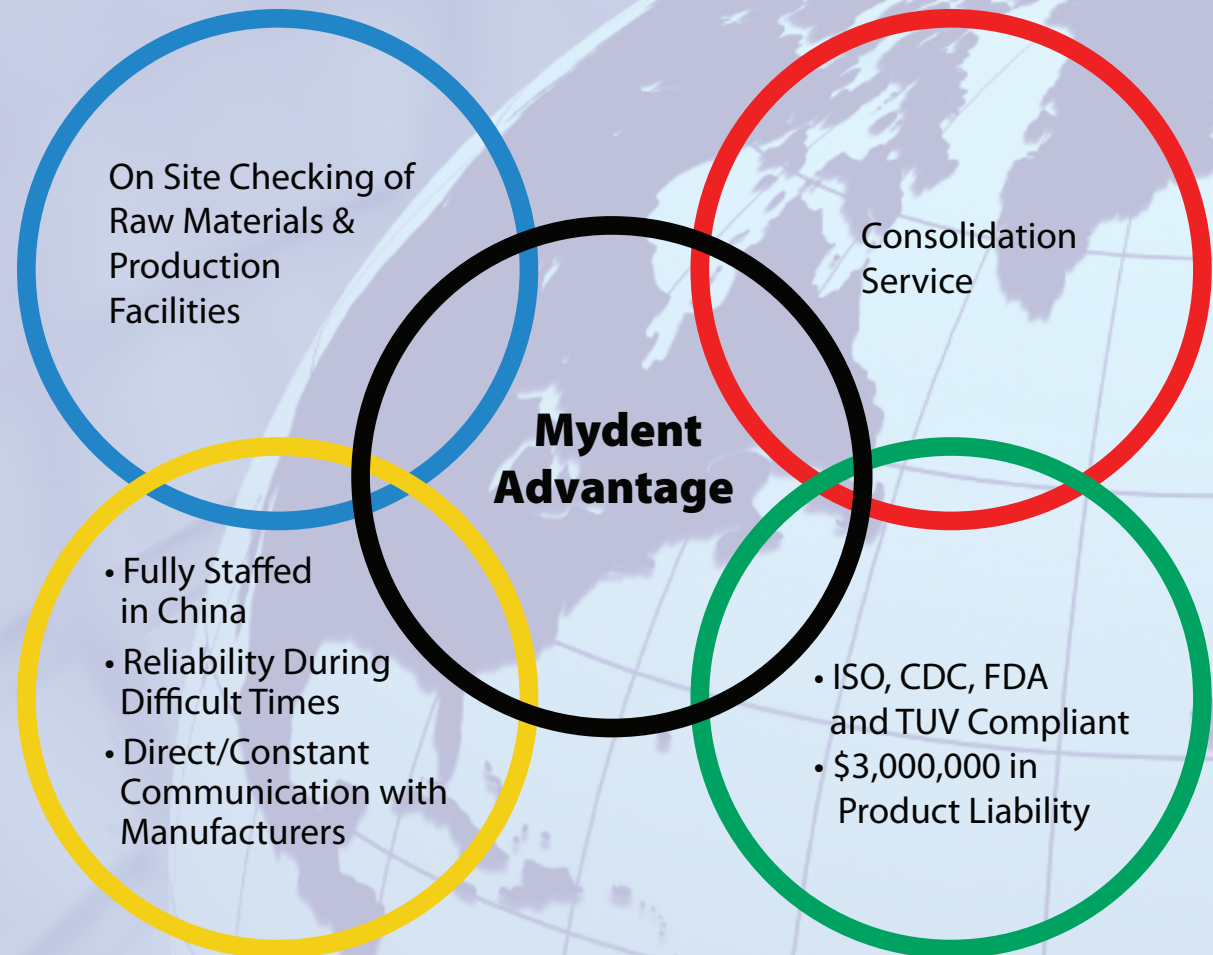 On Site Checking of
Raw Materials &
Production
Facilities
Consolidation
Service
Mydent
Advantage
• Fully Staffed
in China
• Reliability During
Difficult Times
• Direct/Constant
Communication with
Manufacturers
• ISO, CDC, FDA
and TUV Compliant
• $3,000,000 in
Product Liability